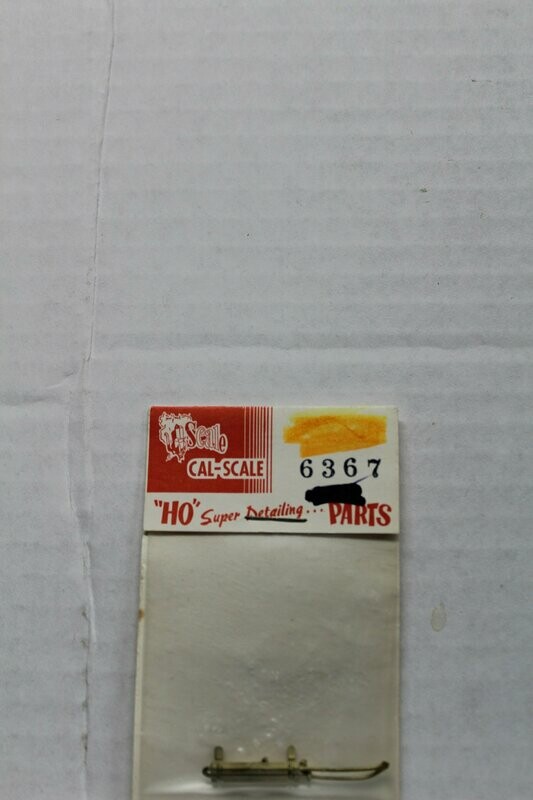 Scale
CAL-SCALE
6367
"HO" Super Detailing... PARTS